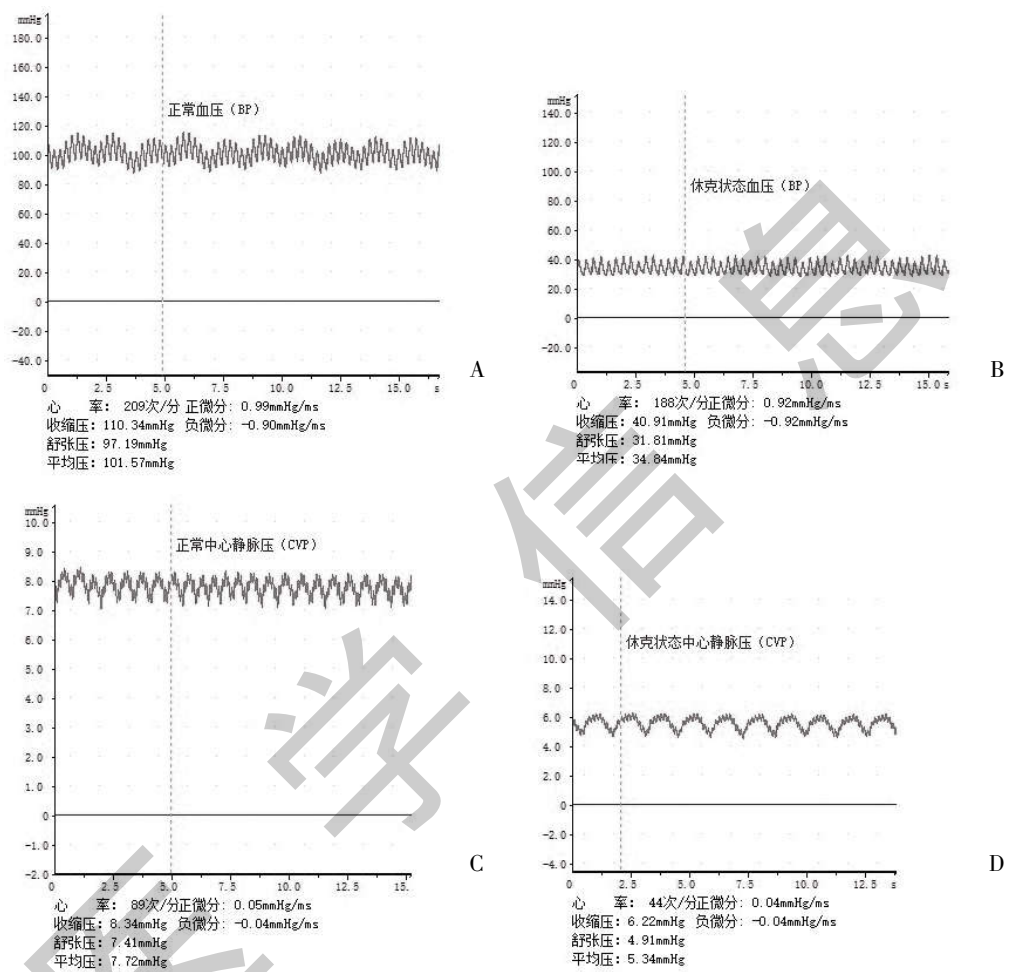 mmHg
180.0
160.0
140.0
120.0
100.0
80.0
60.0
40.0
20.0
0
-20.0
-40.0
正常血压（BP）
0 2.5 5.0 7.5 10.0 12.5 15.0 s
心 率： 209次/分 正微分: 0.99mmHg/ms
收缩压: 110.34mmHg 负微分: -0.90mmHg/ms
舒张压: 97.19mmHg
平均压: 101.57mmHg
A
mmHg
140.0
120.0
100.0
80.0
60.0
40.0
20.0
0
-20.0
休克状态血压（BP）
0 2.5 5.0 7.5 10.0 12.5 15.0 s
心 率： 188次/分正微分: 0.92mmHg/ms
收缩压: 40.91mmHg 负微分: -0.92mmHg/ms
舒张压: 31.81mmHg
平均压: 34.84mmHg
B
mmHg
10.0
9.0
8.0
7.0
6.0
5.0
4.0
3.0
2.0
1.0
0
-1.0
-2.0
正常中心静脉压（CVP）
0 2.5 5.0 7.5 10.0 12.5 15.
心 率： 89次/分正微分: 0.05mmHg/ms
收缩压: 8.34mmHg 负微分: -0.04mmHg/ms
舒张压: 7.41mmHg
平均压: 7.72mmHg
C
mmHg
14.0
12.0
10.0
8.0
6.0
4.0
2.0
0
-2.0
-4.0
休克状态中心静脉压（CVP）
0 2.5 5.0 7.5 10.0 12.5 s
心 率： 44次/分正微分: 0.04mmHg/ms
收缩压: 6.22mmHg 负微分: -0.04mmHg/ms
舒张压: 4.91mmHg
平均压: 5.34mmHg
D
医学信息